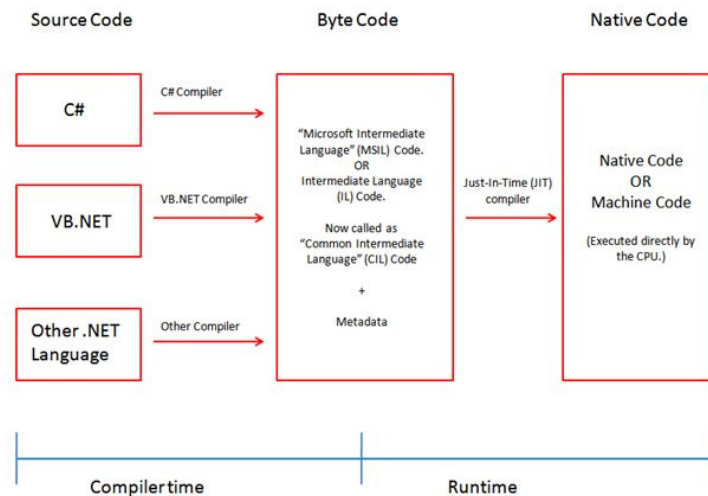 Source Code
Byte Code
Native Code
C#
C# Compiler
VB.NET
VB.NET Compiler
Other .NET
Language
Other Compiler
“Microsoft Intermediate
Language” (MSIL) Code.
OR
Intermediate Language
(IL) Code.
Now called as
“Common Intermediate
Language” (CIL) Code
+
Metadata
Just-In-Time (JIT)
compiler
Native Code
OR
Machine Code
(Executed directly by
the CPU.)
Compiler time
Runtime